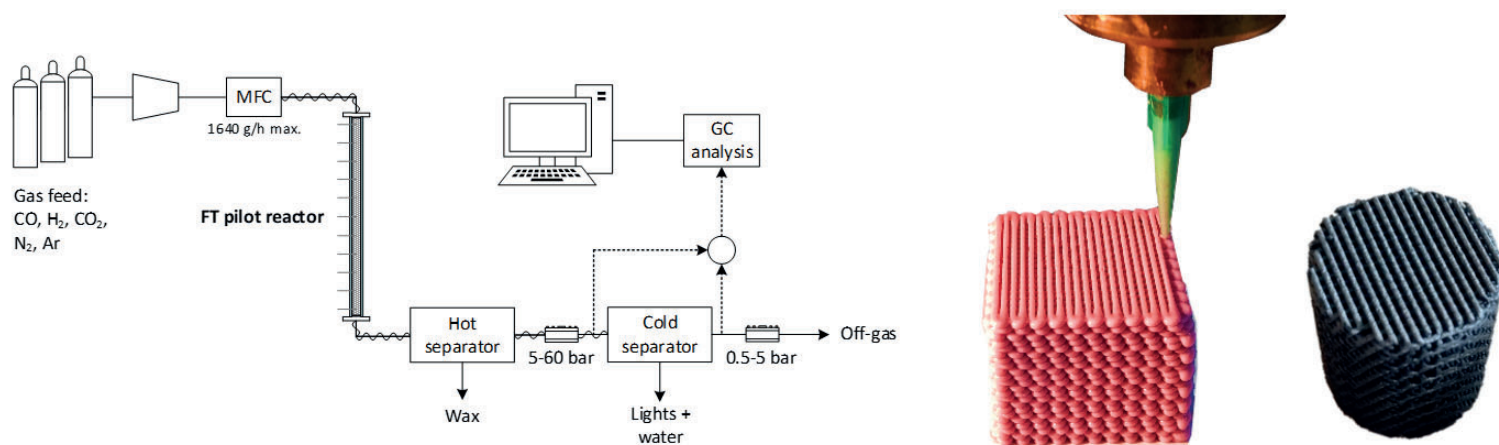 MFC
1640 g/h max.
Gas feed:
CO, H₂, CO₂,
N₂, Ar
FT pilot reactor
GC
analysis
Hot
separator
5-60 bar
Cold
separator
0.5-5 bar
Off-gas
Wax
Lights +
water